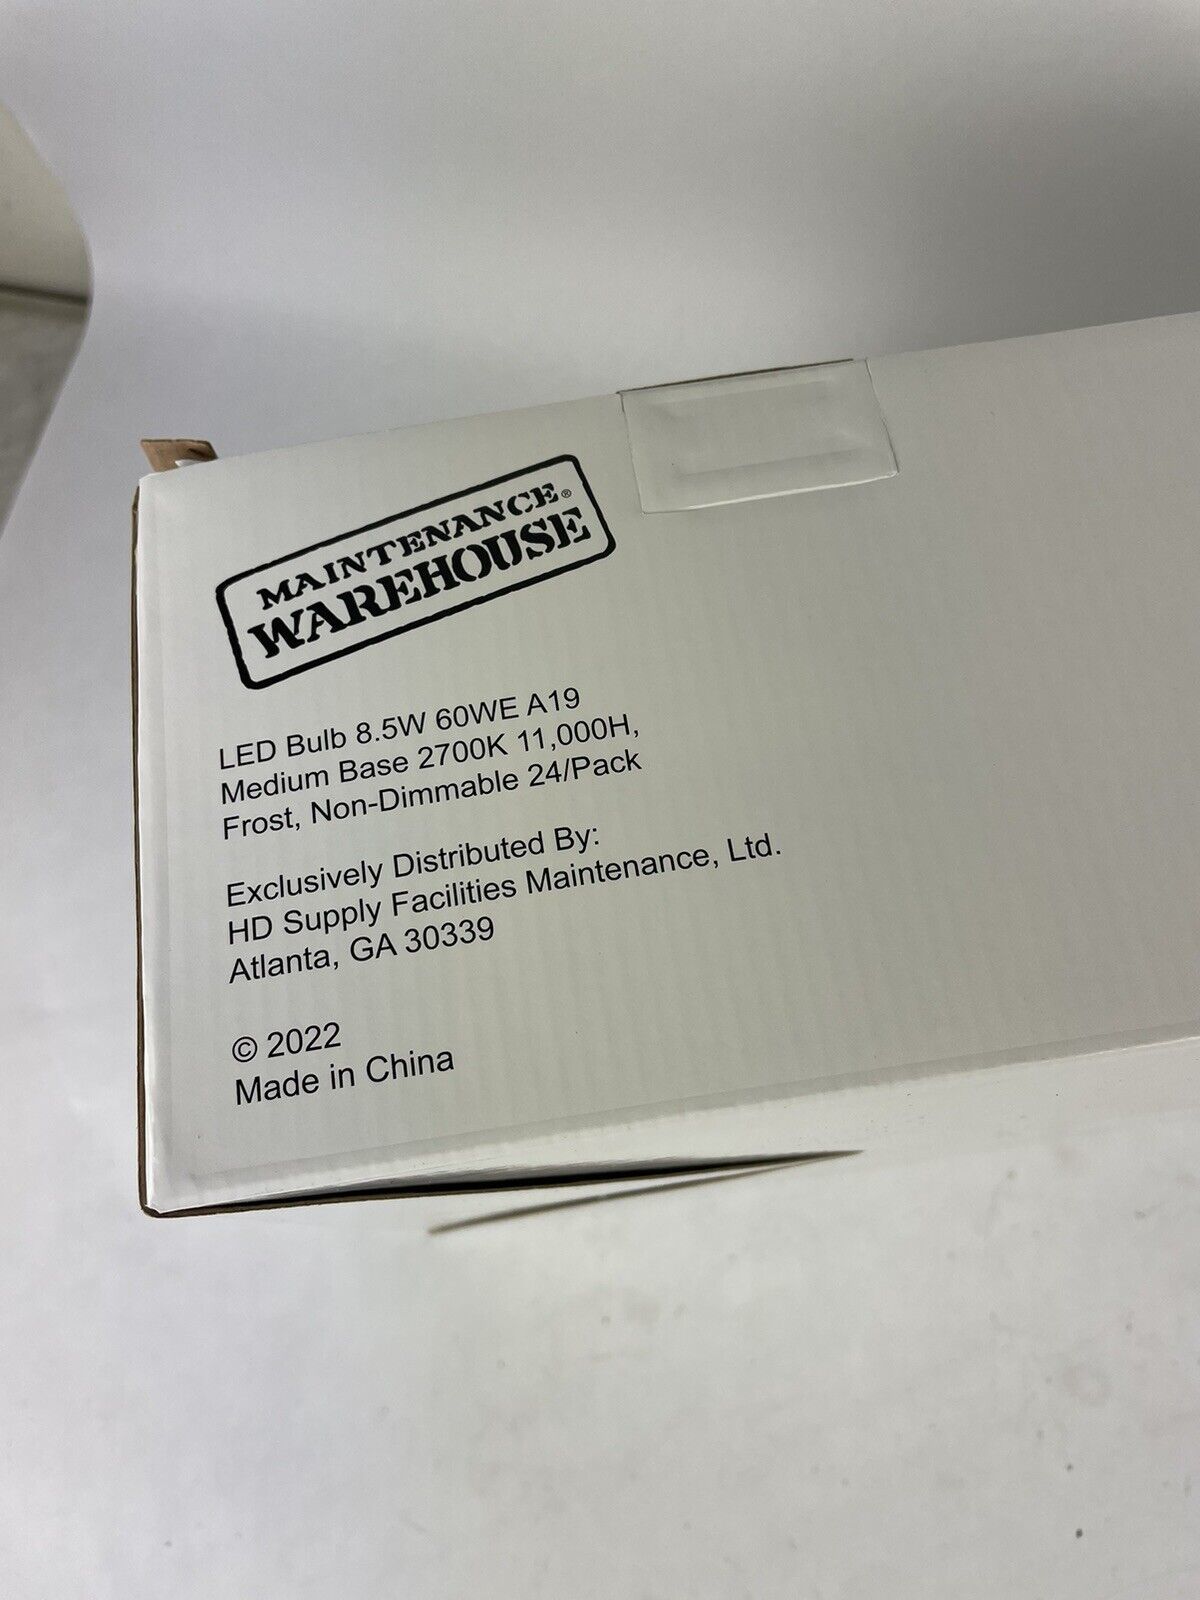 MAINTENANCE®
WAREHOUSE
LED Bulb 8.5W 60WE A19
Medium Base 2700K 11,000H,
Frost, Non-Dimmable 24/Pack
Exclusively Distributed By:
HD Supply Facilities Maintenance, Ltd.
Atlanta, GA 30339
© 2022
Made in China